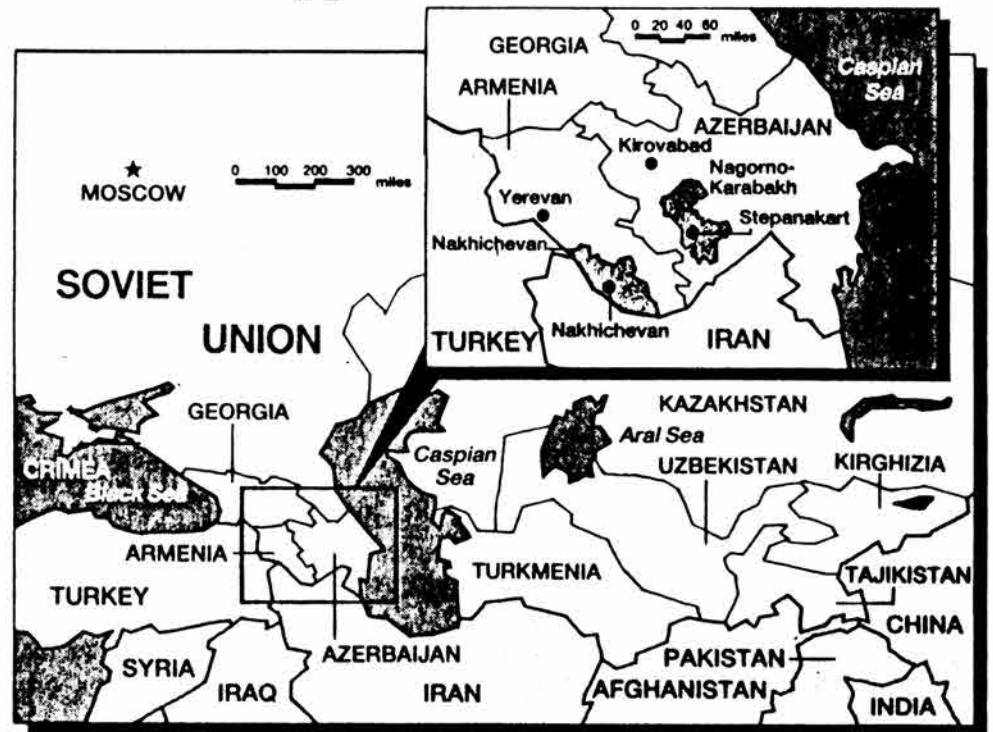 0 20 40 60
miles
GEORGIA
Caspian
Sea
ARMENIA
AZERBAIJAN
Kirovabad
Nagorno-
Karabakh
Yerevan
Stepanakart
Nakhichevan
Nakhichevan
TURKEY
IRAN
MOSCOW
0 100 200 300 miles
SOVIET
UNION
GEORGIA
KAZAKHSTAN
Caspian
Sea
Aral Sea
UZBEKISTAN
KIRGHIZIA
CRIMEA
Black Sea
ARMENIA
TURKMENIA
TAJIKISTAN
TURKEY
CHINA
SYRIA
AZERBAIJAN
PAKISTAN
IRAQ
IRAN
AFGHANISTAN
INDIA